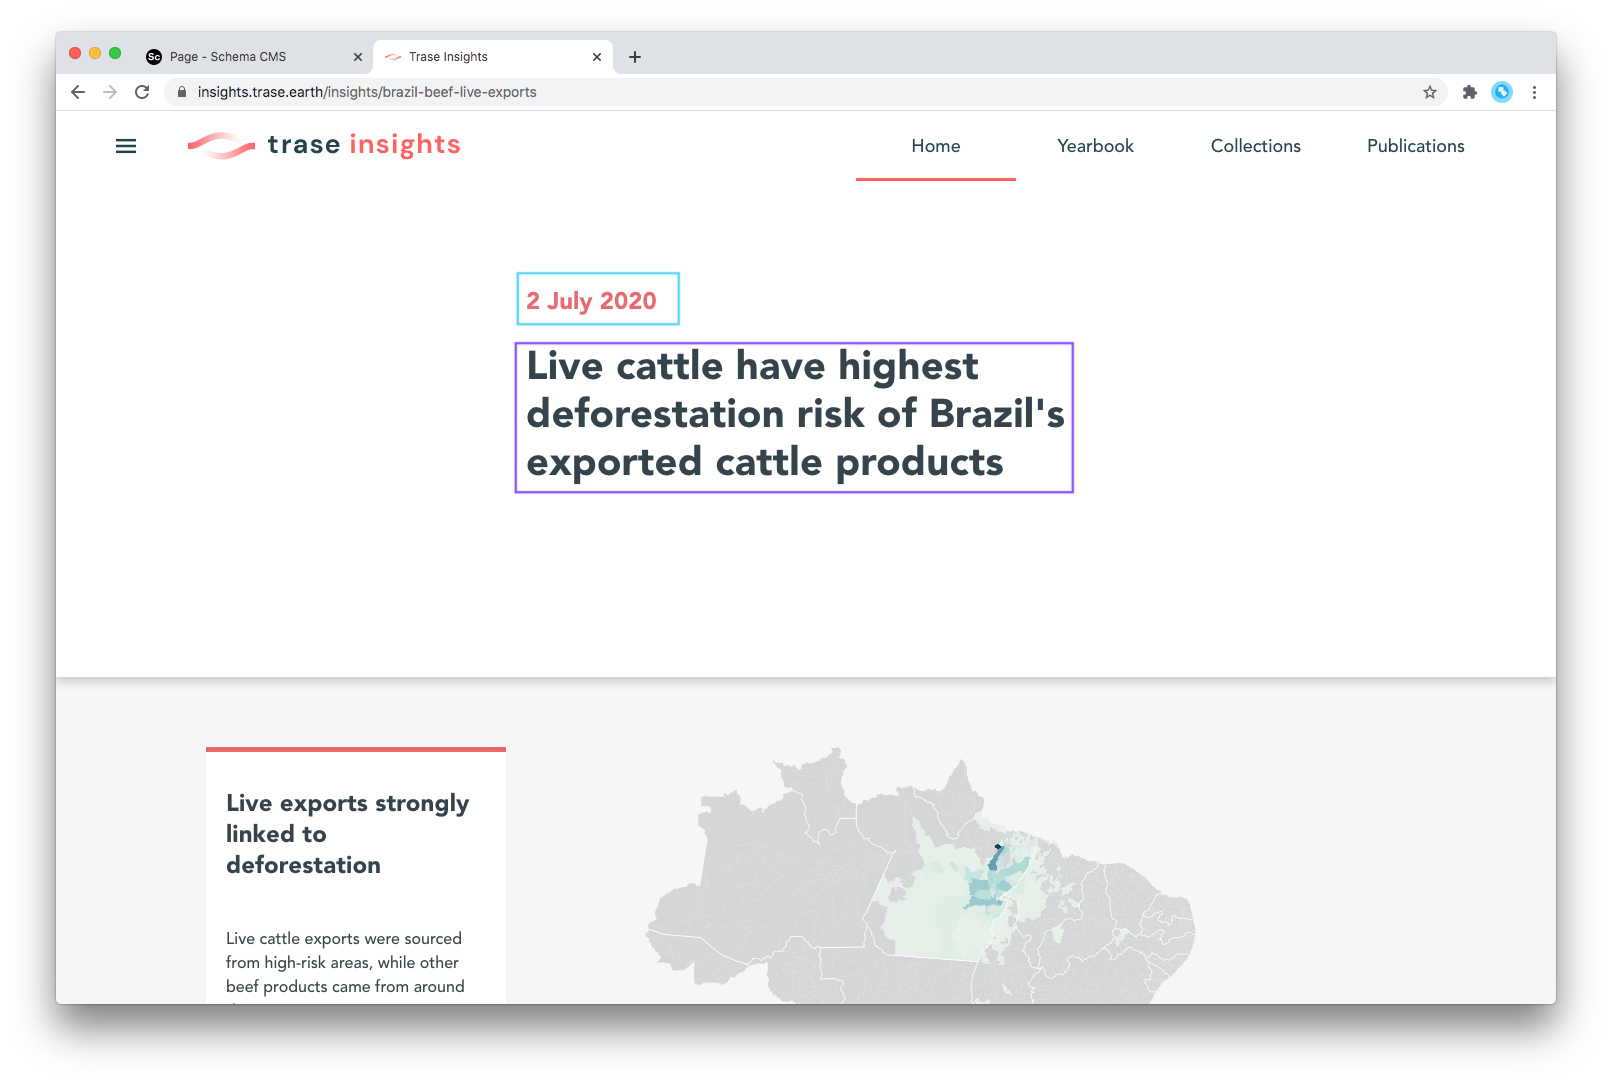 Page - Schema CMS
Trase Insights
insights.trase.earth/insights/brazil-beef-live-exports
trase insights
Home
Yearbook
Collections
Publications
2 July 2020
Live cattle have highest
deforestation risk of Brazil's
exported cattle products
Live exports strongly
linked to
deforestation
Live cattle exports were sourced
from high-risk areas, while other
beef products came from around